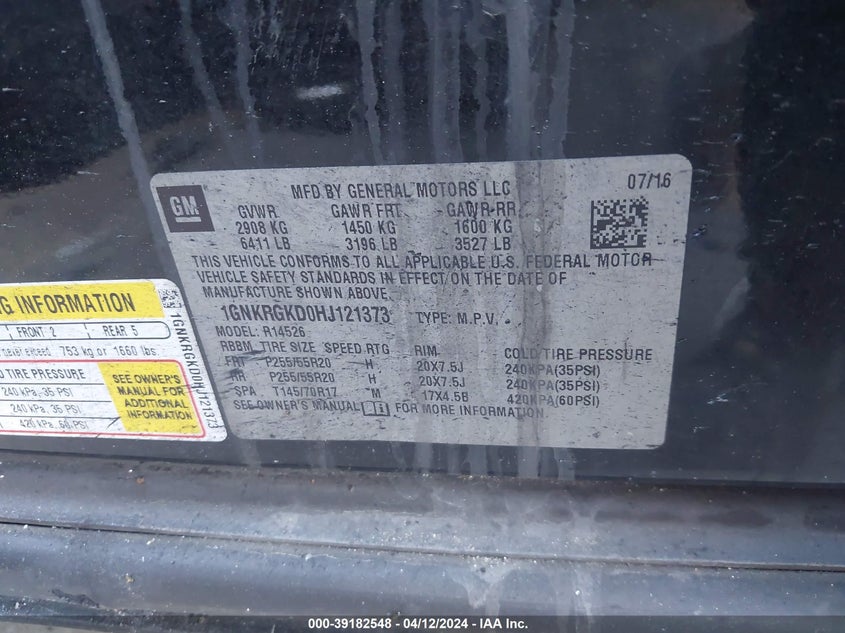 GM
MFD BY GENERAL MOTORS LLC
07/16
GVWR GAWR FRT GAWR RR
2908 KG 1450 KG 1600 KG
6411 LB 3196 LB 3527 LB
THIS VEHICLE CONFORMS TO ALL APPLICABLE U.S. FEDERAL MOTOR
VEHICLE SAFETY STANDARDS IN EFFECT ON THE DATE OF
MANUFACTURE SHOWN ABOVE.
1GNKRGKD0HJ121373 TYPE: M.P.V.
MODEL: R14526
RBBM TIRE SIZE SPEED RTG RIM COLD TIRE PRESSURE
FRT P255/55R20 H 20X7.5J 240KPA(35PSI)
RR P255/55R20 H 20X7.5J 240KPA(35PSI)
SPA T145/70R17 M 17X4.5B 420KPA(60PSI)
SEE OWNER'S MANUAL FOR MORE INFORMATION.
NG INFORMATION
FRONT 2 REAR 5
never exceed 753 kg or 1660 lbs
D TIRE PRESSURE
240 kPa, 35 PSI
240 kPa, 35 PSI
420 kPa, 60 PSI
SEE OWNER'S
MANUAL FOR
ADDITIONAL
INFORMATION
1GNKRGKD0HJ121373
000-39182548 - 04/12/2024 - IAAI.com